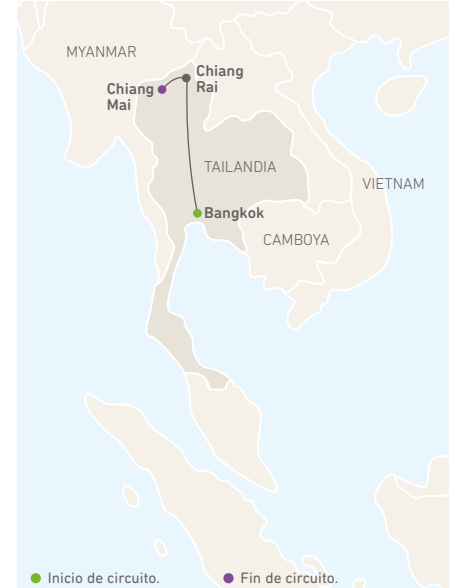 MYANMAR
Chiang
Rai
Chiang
Mai
TAILANDIA
VIETNAM
Bangkok
CAMBOYA
Inicio de circuito.
Fin de circuito.